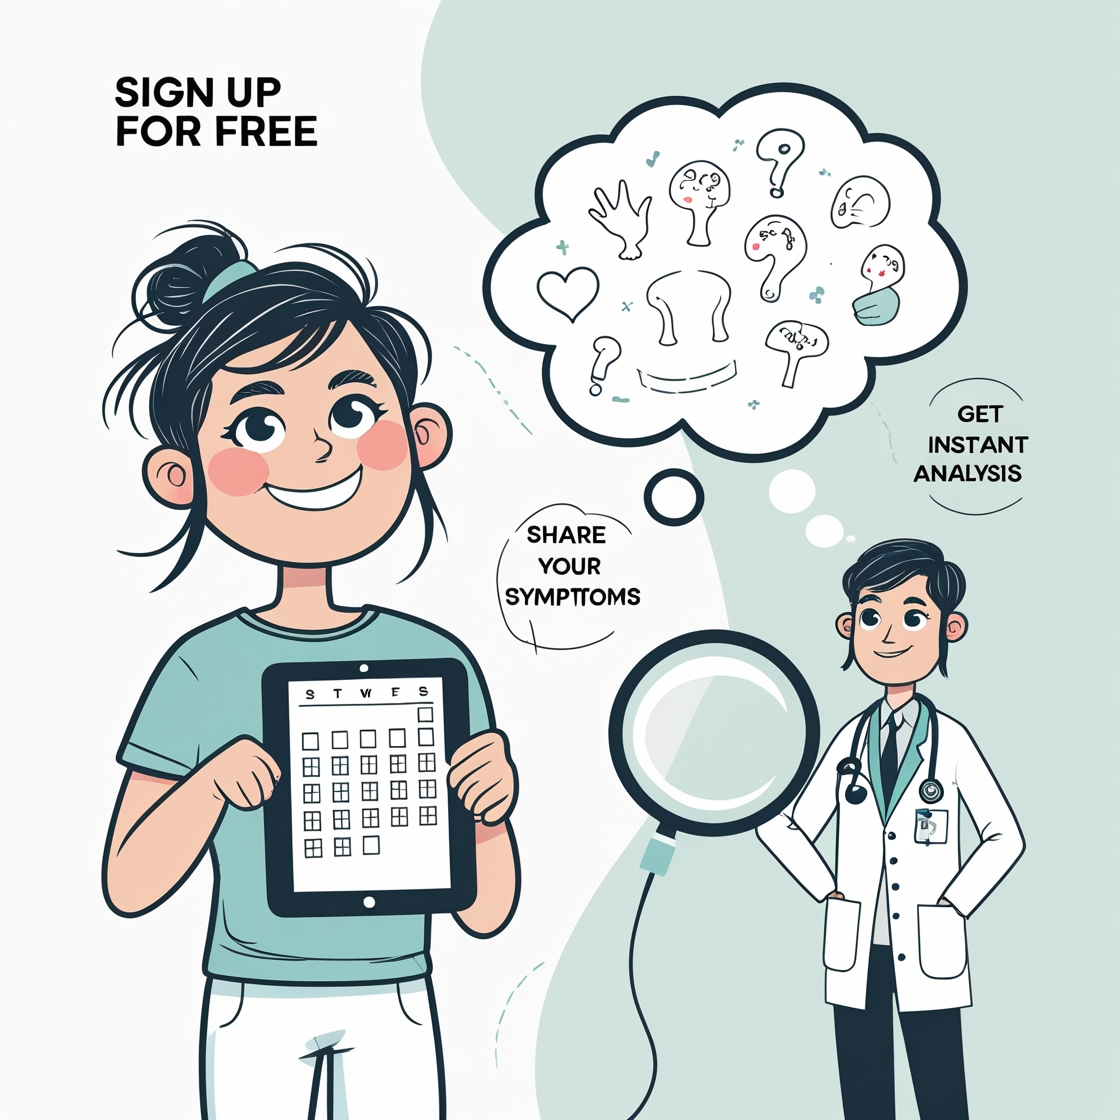 SIGN UP
FOR FREE
GET
INSTANT
ANALYSIS
SHARE
YOUR
SYMPTTOMS
S T W F S